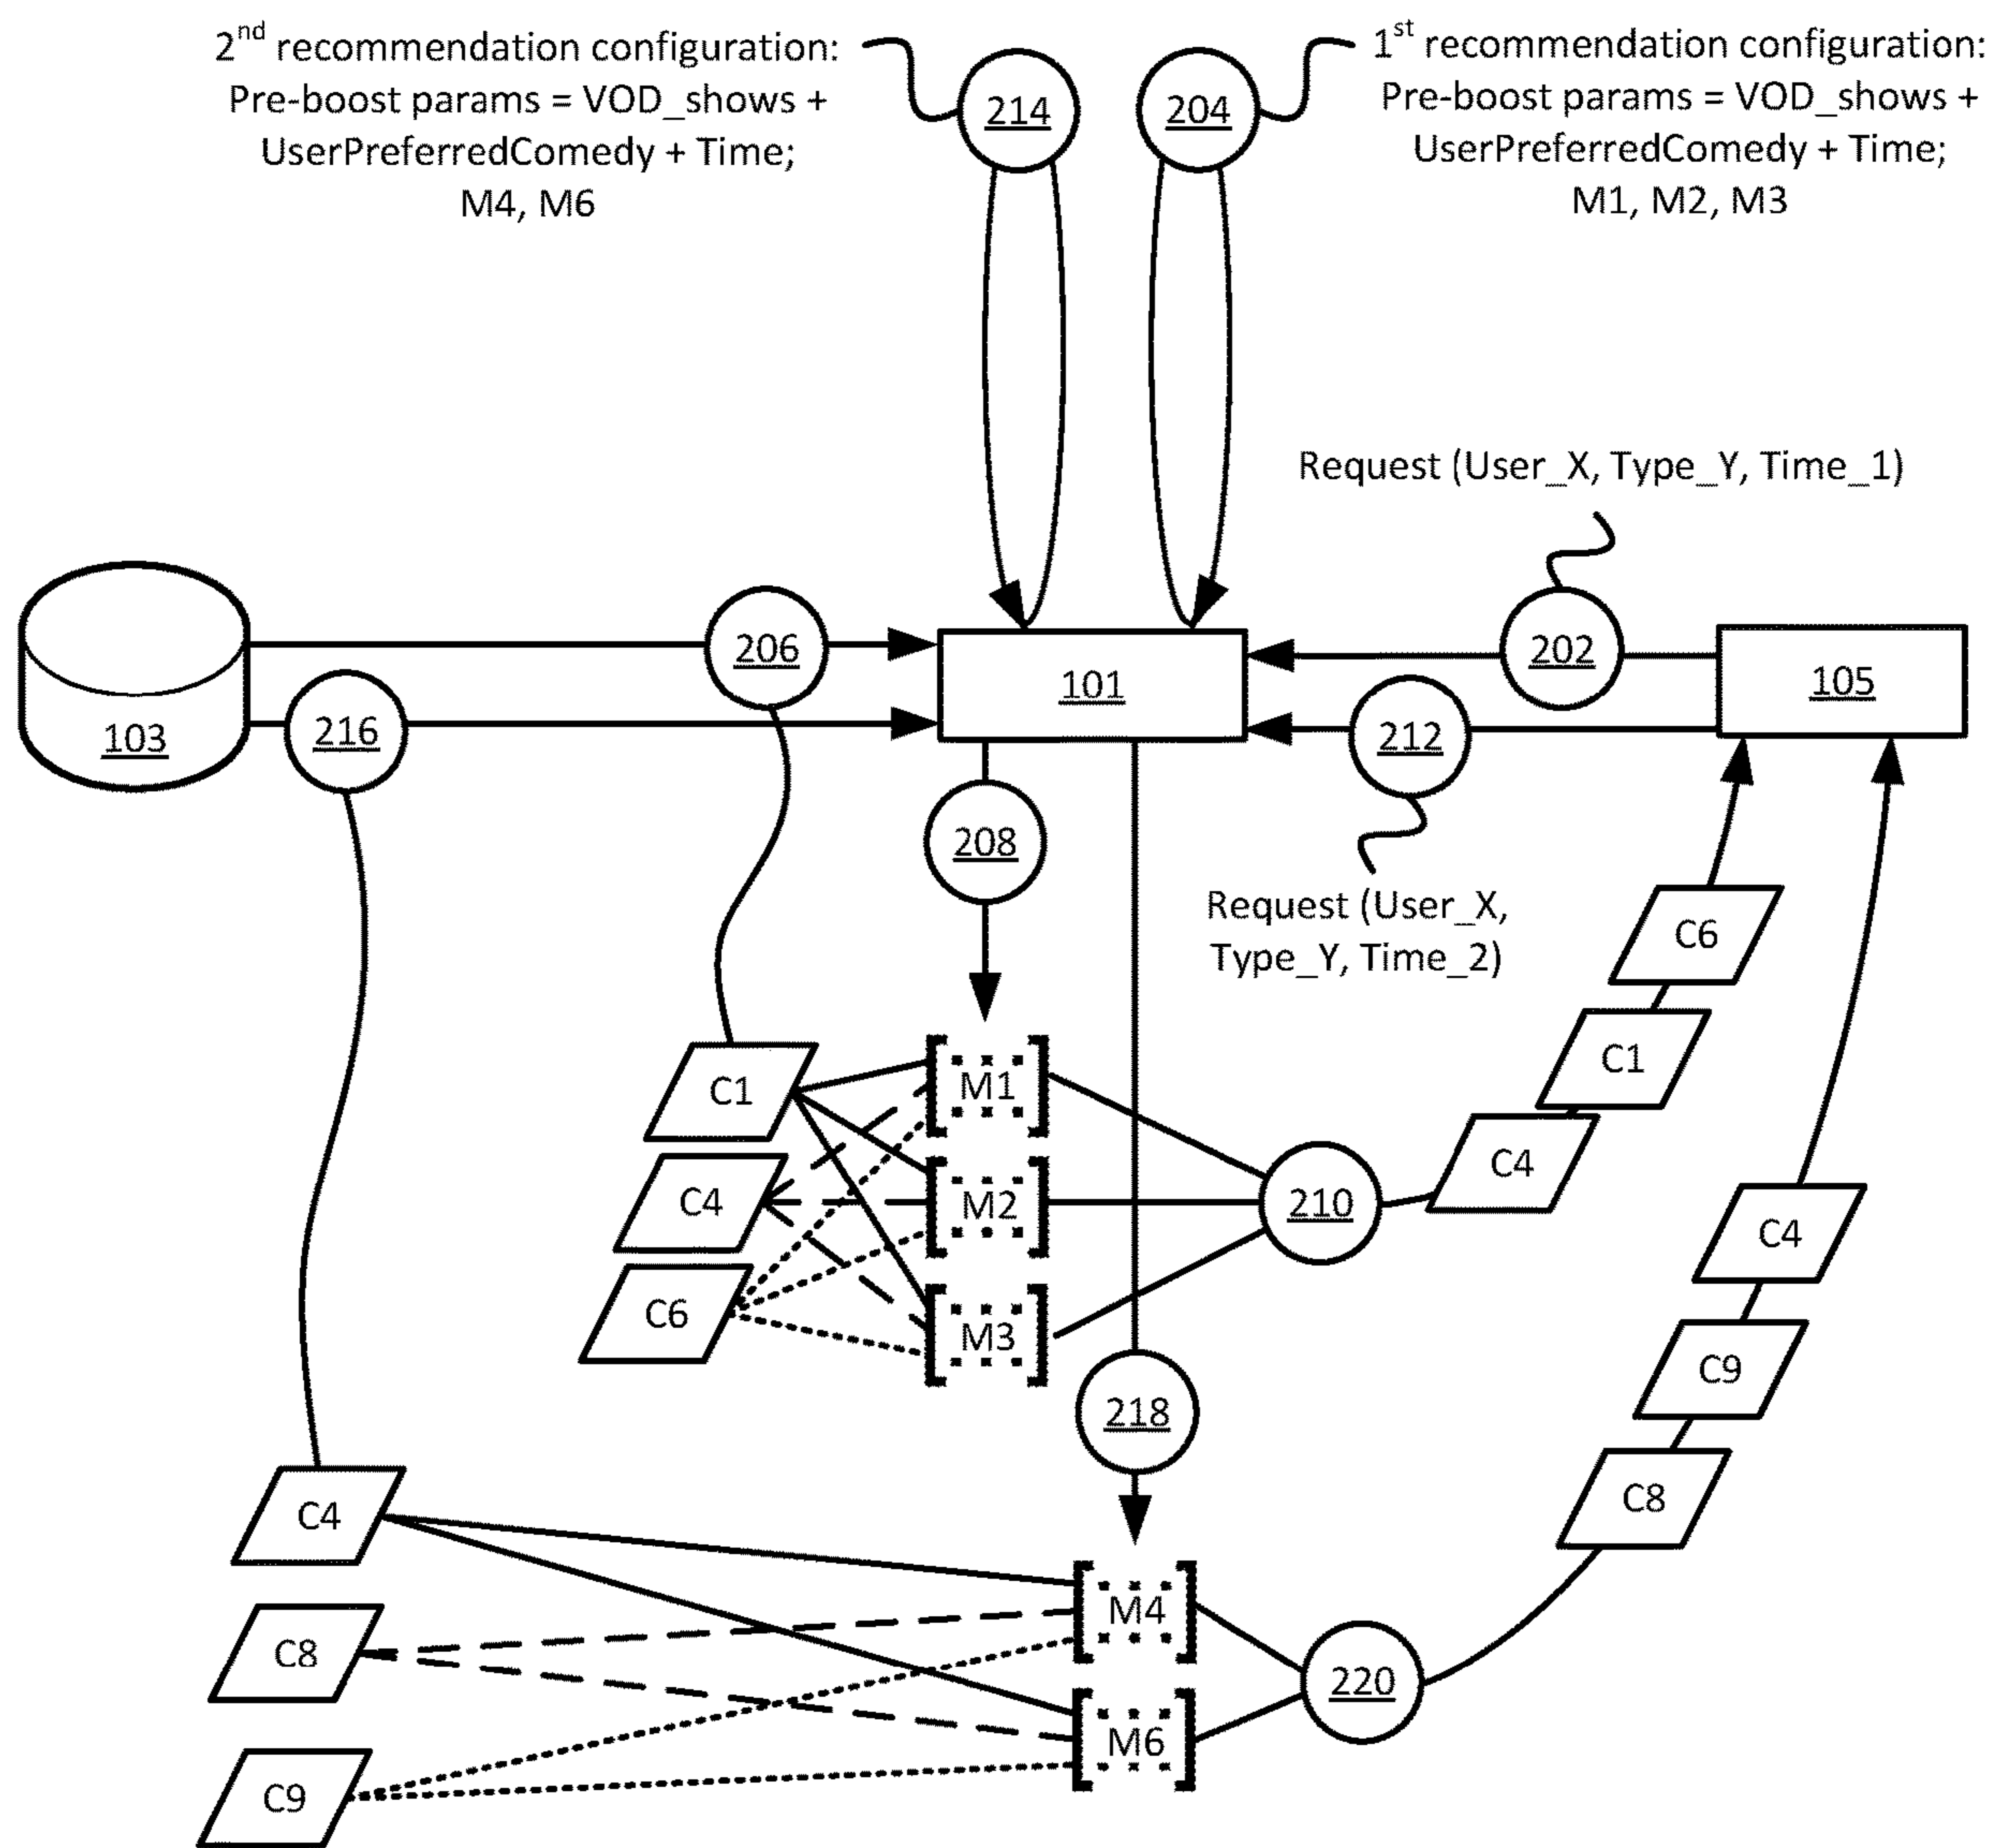 2nd recommendation configuration:
Pre-boost params = VOD_shows +
UserPreferredComedy + Time;
M4, M6
214
204
1st recommendation configuration:
Pre-boost params = VOD_shows +
UserPreferredComedy + Time;
M1, M2, M3
Request (User_X, Type_Y, Time_1)
103
216
206
101
202
212
105
208
Request (User_X,
Type_Y, Time_2)
C6
C1
C4
C1
C4
C6
M1
M2
M3
210
218
C4
C9
C8
C4
C8
C9
M4
M6
220